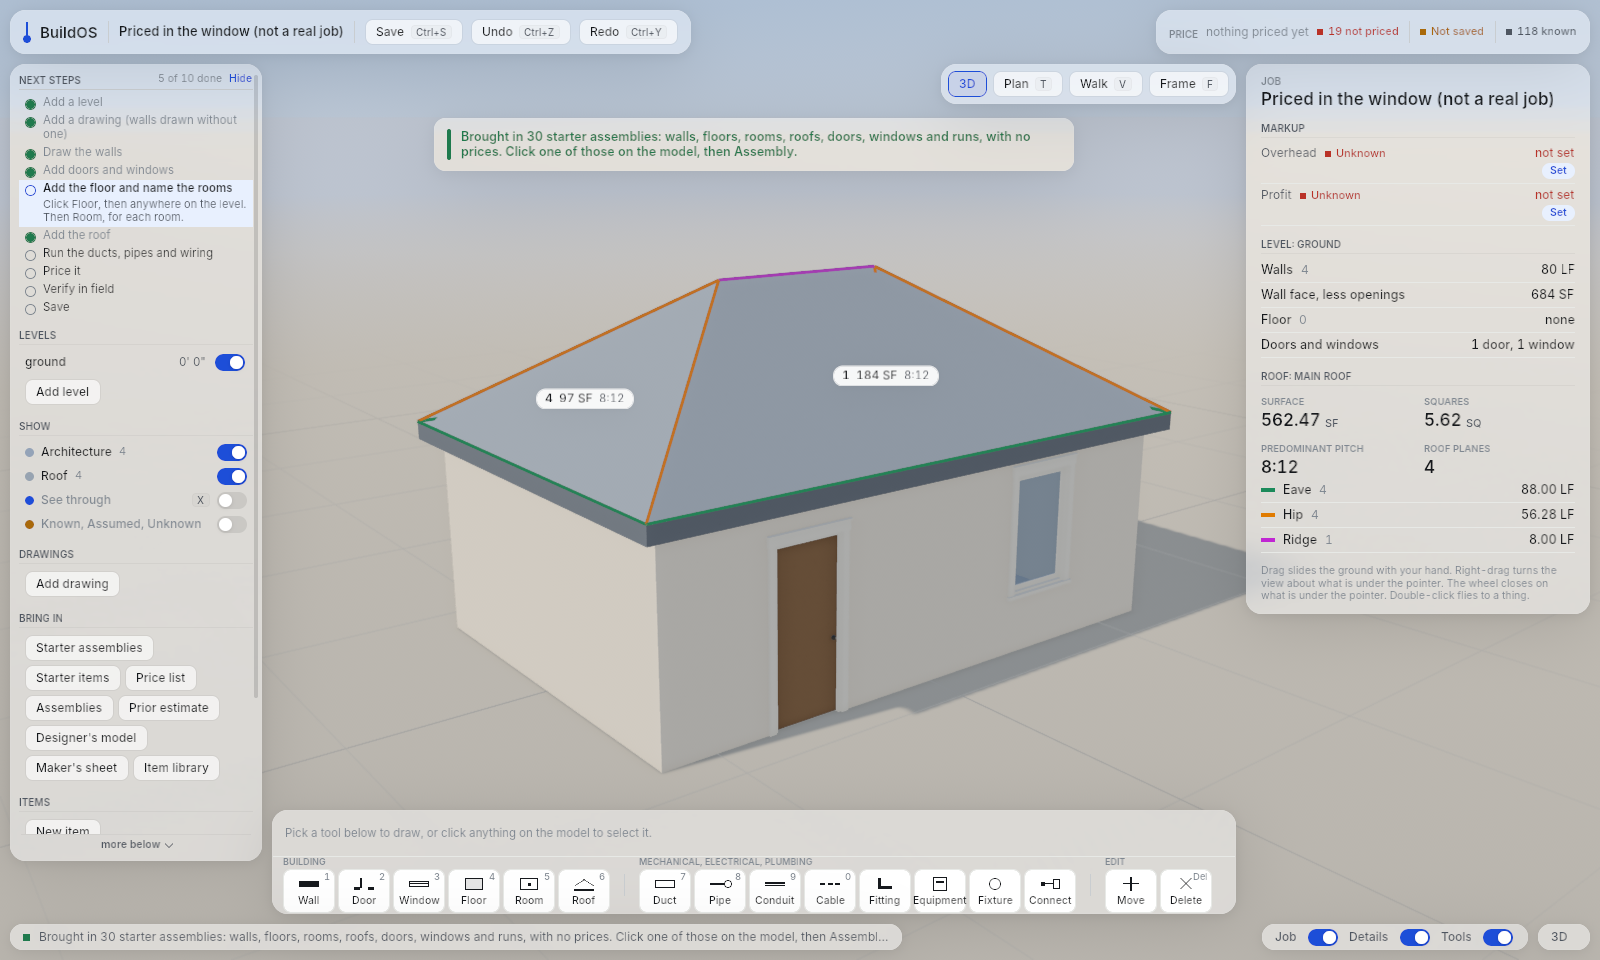 BuildOS
Priced in the window (not a real job)
Save Ctrl+S
Undo Ctrl+Z
Redo Ctrl+Y
PRICE nothing priced yet 19 not priced Not saved 118 known
NEXT STEPS 5 of 10 done Hide
Add a level
Add a drawing (walls drawn without
one)
Draw the walls
Add doors and windows
Add the floor and name the rooms
Click Floor, then anywhere on the level.
Then Room, for each room.
Add the roof
Run the ducts, pipes and wiring
Price it
Verify in field
Save
LEVELS
ground 0' 0"
Add level
SHOW
Architecture 4
Roof 4
See through X
Known, Assumed, Unknown
DRAWINGS
Add drawing
BRING IN
Starter assemblies
Starter items Price list
Assemblies Prior estimate
Designer's model
Maker's sheet Item library
ITEMS
New item
more below
3D Plan T Walk V Frame F
Brought in 30 starter assemblies: walls, floors, rooms, roofs, doors, windows and runs, with no
prices. Click one of those on the model, then Assembly.
4 97 SF 8:12
1 184 SF 8:12
JOB
Priced in the window (not a real job)
MARKUP
Overhead Unknown not set
Set
Profit Unknown not set
Set
LEVEL: GROUND
Walls 4 80 LF
Wall face, less openings 684 SF
Floor 0 none
Doors and windows 1 door, 1 window
ROOF: MAIN ROOF
SURFACE SQUARES
562.47 SF 5.62 SQ
PREDOMINANT PITCH ROOF PLANES
8:12 4
Eave 4 88.00 LF
Hip 4 56.28 LF
Ridge 1 8.00 LF
Drag slides the ground with your hand. Right-drag turns the
view about what is under the pointer. The wheel closes on
what is under the pointer. Double-click flies to a thing.
Pick a tool below to draw, or click anything on the model to select it.
BUILDING MECHANICAL, ELECTRICAL, PLUMBING EDIT
1 2 3 4 5 6 7 8 9 0 Del
Wall Door Window Floor Room Roof Duct Pipe Conduit Cable Fitting Equipment Fixture Connect Move Delete
Brought in 30 starter assemblies: walls, floors, rooms, roofs, doors, windows and runs, with no prices. Click one of those on the model, then Assembl...
Job Details Tools 3D